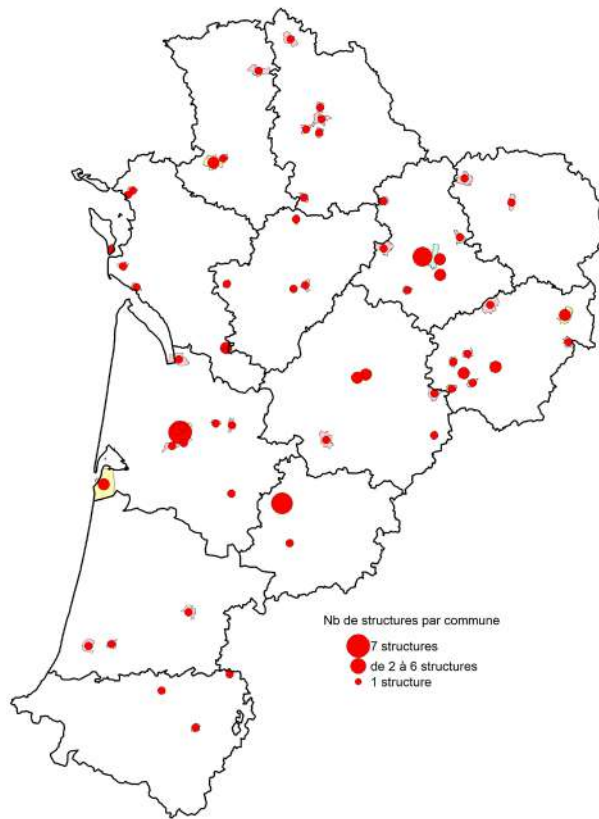 Nb de structures par commune
7 structures
de 2 à 6 structures
1 structure